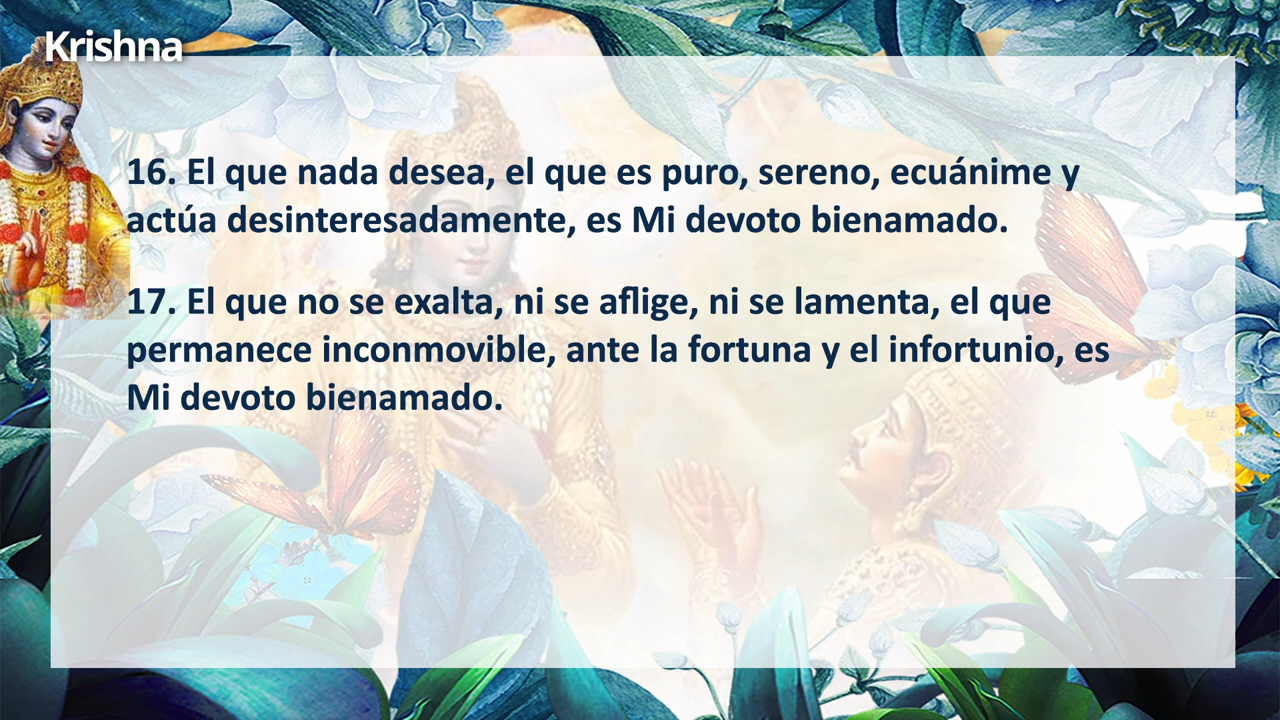 Krishna
16. El que nada desea, el que es puro, sereno, ecuánime y
actúa desinteresadamente, es Mi devoto bienamado.
17. El que no se exalta, ni se aflige, ni se lamenta, el que
permanece inconmovible, ante la fortuna y el infortunio, es
Mi devoto bienamado.